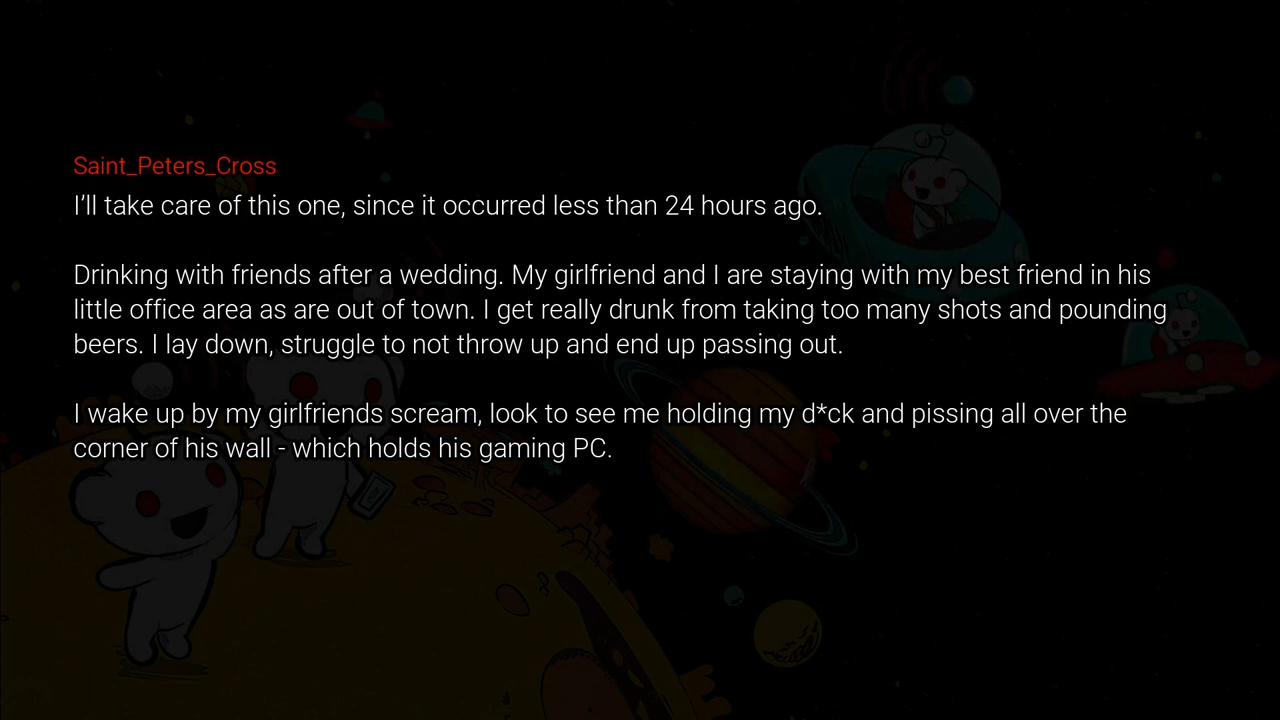 Saint_Peters_Cross
I’ll take care of this one, since it occurred less than 24 hours ago.
Drinking with friends after a wedding. My girlfriend and I are staying with my best friend in his
little office area as are out of town. I get really drunk from taking too many shots and pounding
beers. I lay down, struggle to not throw up and end up passing out.
I wake up by my girlfriends scream, look to see me holding my d*ck and pissing all over the
corner of his wall - which holds his gaming PC.